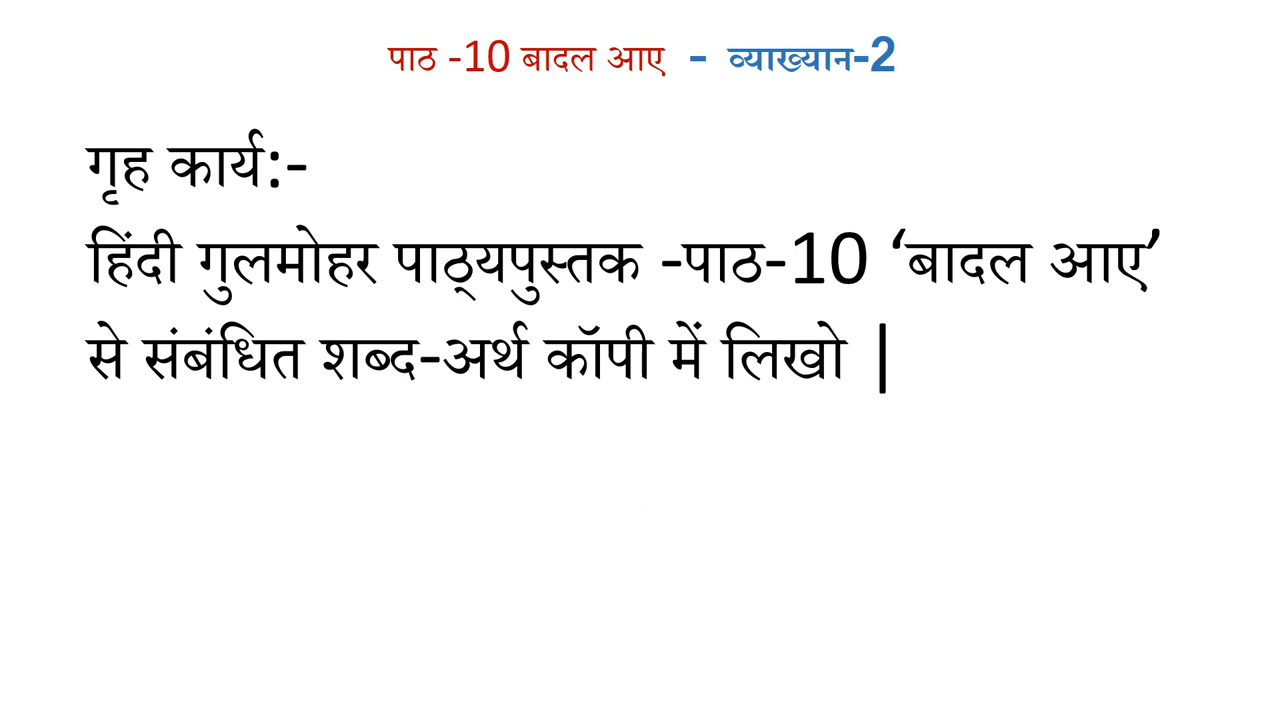 पाठ -10 बादल आए - व्याख्यान-2
गृह कार्य:-
हिंदी गुलमोहर पाठ्यपुस्तक -पाठ-10 ‘बादल आए’
से संबंधित शब्द-अर्थ कॉपी में लिखो |